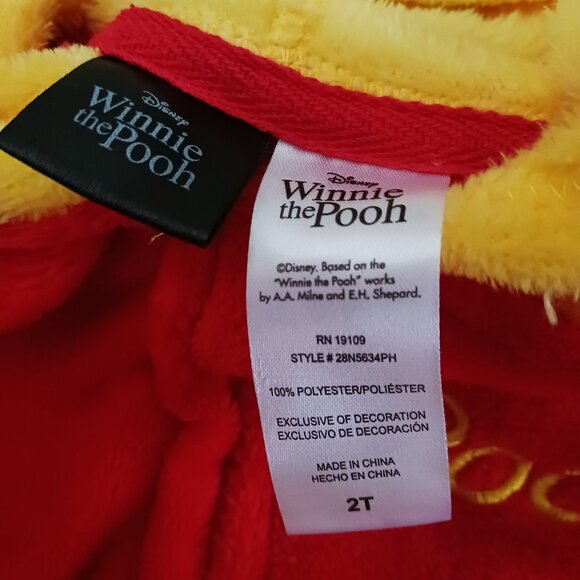 Disney
Winnie
the Pooh
Disney
Winnie
the Pooh
©Disney. Based on the
"Winnie the Pooh" works
by A.A. Milne and E.H. Shepard.
RN 19109
STYLE # 28N5634PH
100% POLYESTER/POLIÉSTER
EXCLUSIVE OF DECORATION
EXCLUSIVO DE DECORACIÓN
MADE IN CHINA
HECHO EN CHINA
2T